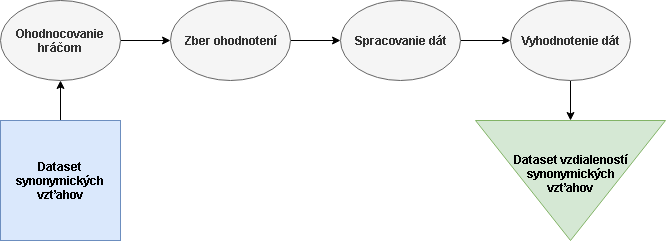 Ohodnocovanie
hráčom
Zber ohodnotení
Spracovanie dát
Vyhodnotenie dát
Dataset
synonymických
vzťahov
Dataset vzdialeností
synonymických
vzťahov